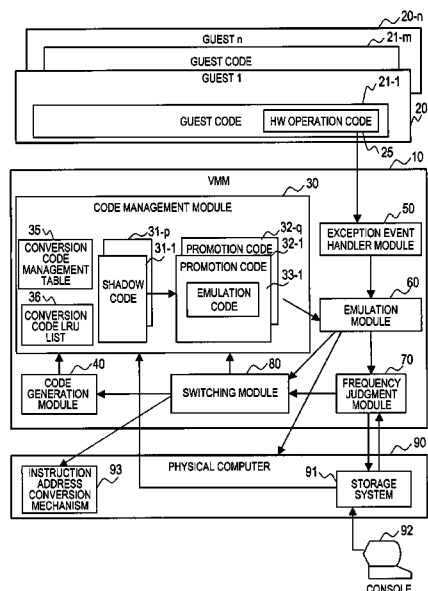 20-n
GUEST n
21-m
GUEST CODE
GUEST 1
21-1
GUEST CODE
HW OPERATION CODE
20
25
10
VMM
30
CODE MANAGEMENT MODULE
50
35
31-p
32-q
EXCEPTION EVENT
HANDLER MODULE
CONVERSION
CODE
MANAGEMENT
TABLE
31-1
PROMOTION CODE
32-1
PROMOTION CODE
33-1
SHADOW
CODE
EMULATION
CODE
60
36
CONVERSION
CODE LRU
LIST
EMULATION
MODULE
40
80
70
CODE
GENERATION
MODULE
SWITCHING MODULE
FREQUENCY
JUDGMENT
MODULE
90
PHYSICAL COMPUTER
93
91
INSTRUCTION
ADDRESS
CONVERSION
MECHANISM
STORAGE
SYSTEM
92
CONSOLE